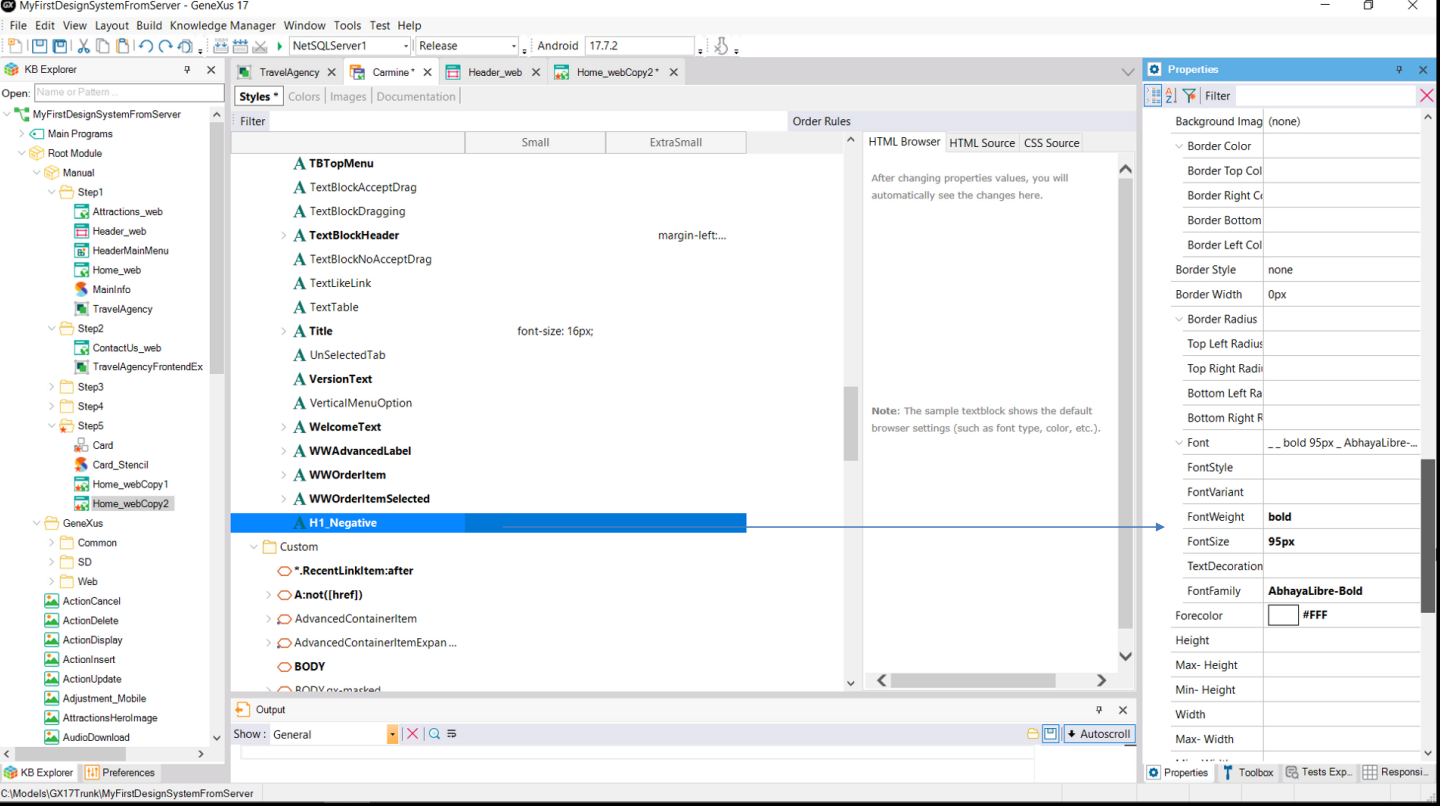 MyFirstDesignSystemFromServer - GeneXus 17
File Edit View Layout Build Knowledge Manager Window Tools Test Help
NetSQLServer1 Release Android 17.7.2
KB Explorer
Open: Name or Pattern...
MyFirstDesignSystemFromServer
Main Programs
Root Module
Manual
Step1
Attractions_web
Header_web
HeaderMainMenu
Home_web
MainInfo
TravelAgency
Step2
ContactUs_web
TravelAgencyFrontendEx
Step3
Step4
Step5
Card
Card_Stencil
Home_webCopy1
Home_webCopy2
GeneXus
Common
SD
Web
ActionCancel
ActionDelete
ActionDisplay
ActionInsert
ActionUpdate
Adjustment_Mobile
AttractionsHeroImage
AudioDownload
KB Explorer Preferences
TravelAgency Carmine* Header_web Home_webCopy2*
Styles * Colors Images Documentation
Filter Order Rules
Small ExtraSmall
TBTopMenu
TextBlockAcceptDrag
TextBlockDragging
TextBlockHeader margin-left:...
TextBlockNoAcceptDrag
TextLikeLink
TextTable
Title font-size: 16px;
UnSelectedTab
VersionText
VerticalMenuOption
WelcomeText
WWAdvancedLabel
WWOrderItem
WWOrderItemSelected
H1_Negative
Custom
*.RecentLinkItem:after
A:not([href])
AdvancedContainerItem
AdvancedContainerItemExpan ...
BODY
BODY.gx-masked
HTML Browser HTML Source CSS Source
After changing properties values, you will
automatically see the changes here.
Note: The sample textblock shows the default
browser settings (such as font type, color, etc.).
Output
Show: General Autoscroll
Properties
Filter
Background Imag (none)
Border Color
Border Top Col
Border Right Co
Border Bottom
Border Left Col
Border Style none
Border Width 0px
Border Radius
Top Left Radius
Top Right Radi
Bottom Left Ra
Bottom Right R
Font _ _ bold 95px _ AbhayaLibre-...
FontStyle
FontVariant
FontWeight bold
FontSize 95px
TextDecoration
FontFamily AbhayaLibre-Bold
Forecolor #FFF
Height
Max- Height
Min- Height
Width
Max- Width
Properties Toolbox Tests Exp... Responsi...
C:\Models\GX17Trunk\MyFirstDesignSystemFromServer